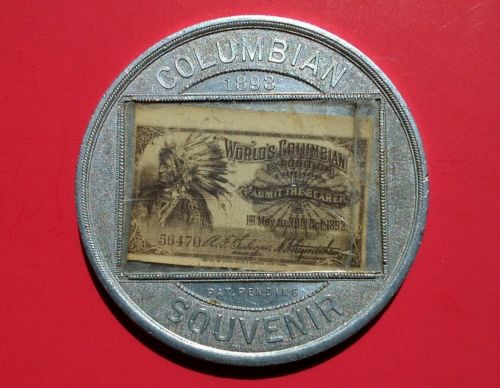 COLUMBIAN
1893
WORLD'S COLUMBIAN
EXPOSITION
ADMIT THE BEARER
1st May to 30th Oct. 1893
56470
PAT. PENDING
SOUVENIR